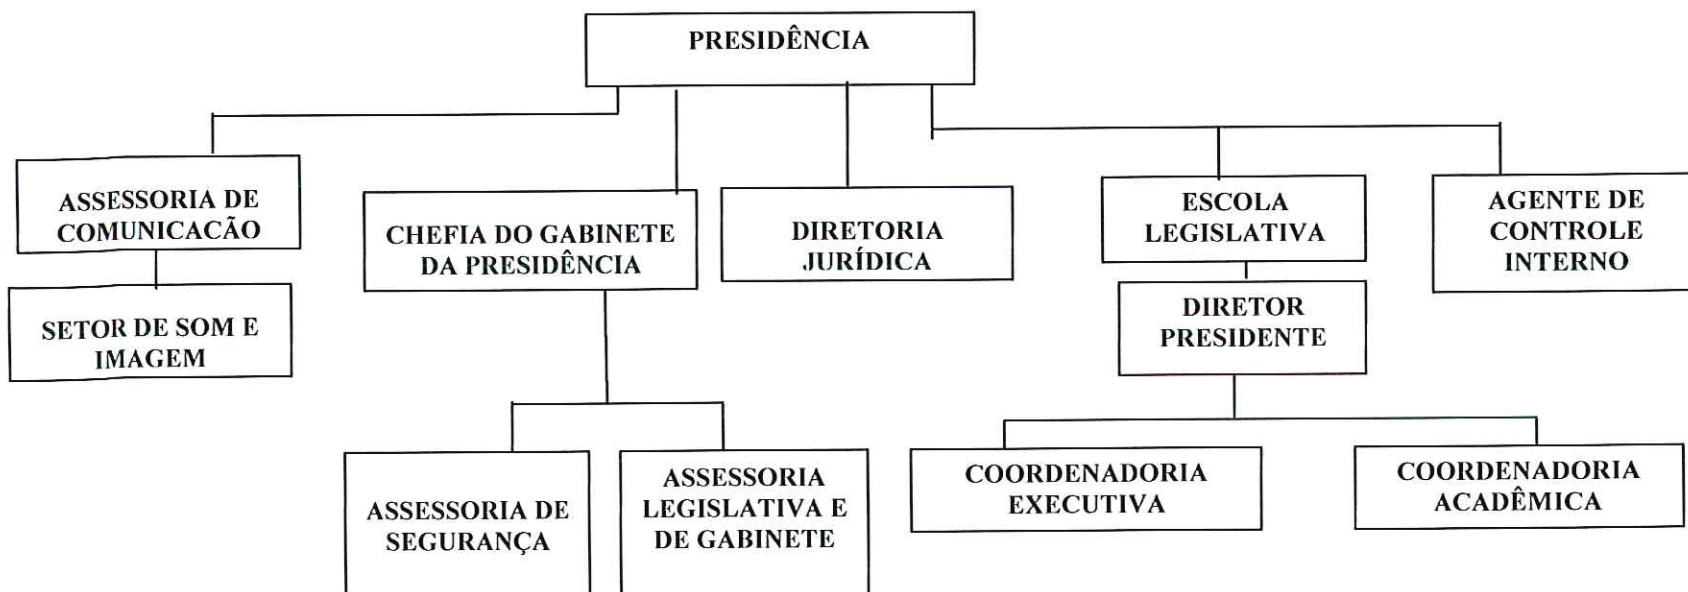 PRESIDÊNCIA
ASSESSORIA DE
COMUNICACÃO
CHEFIA DO GABINETE
DA PRESIDÊNCIA
DIRETORIA
JURÍDICA
ESCOLA
LEGISLATIVA
AGENTE DE
CONTROLE
INTERNO
SETOR DE SOM E
IMAGEM
DIRETOR
PRESIDENTE
ASSESSORIA DE
SEGURANÇA
ASSESSORIA
LEGISLATIVA E
DE GABINETE
COORDENADORIA
EXECUTIVA
COORDENADORIA
ACADÊMICA